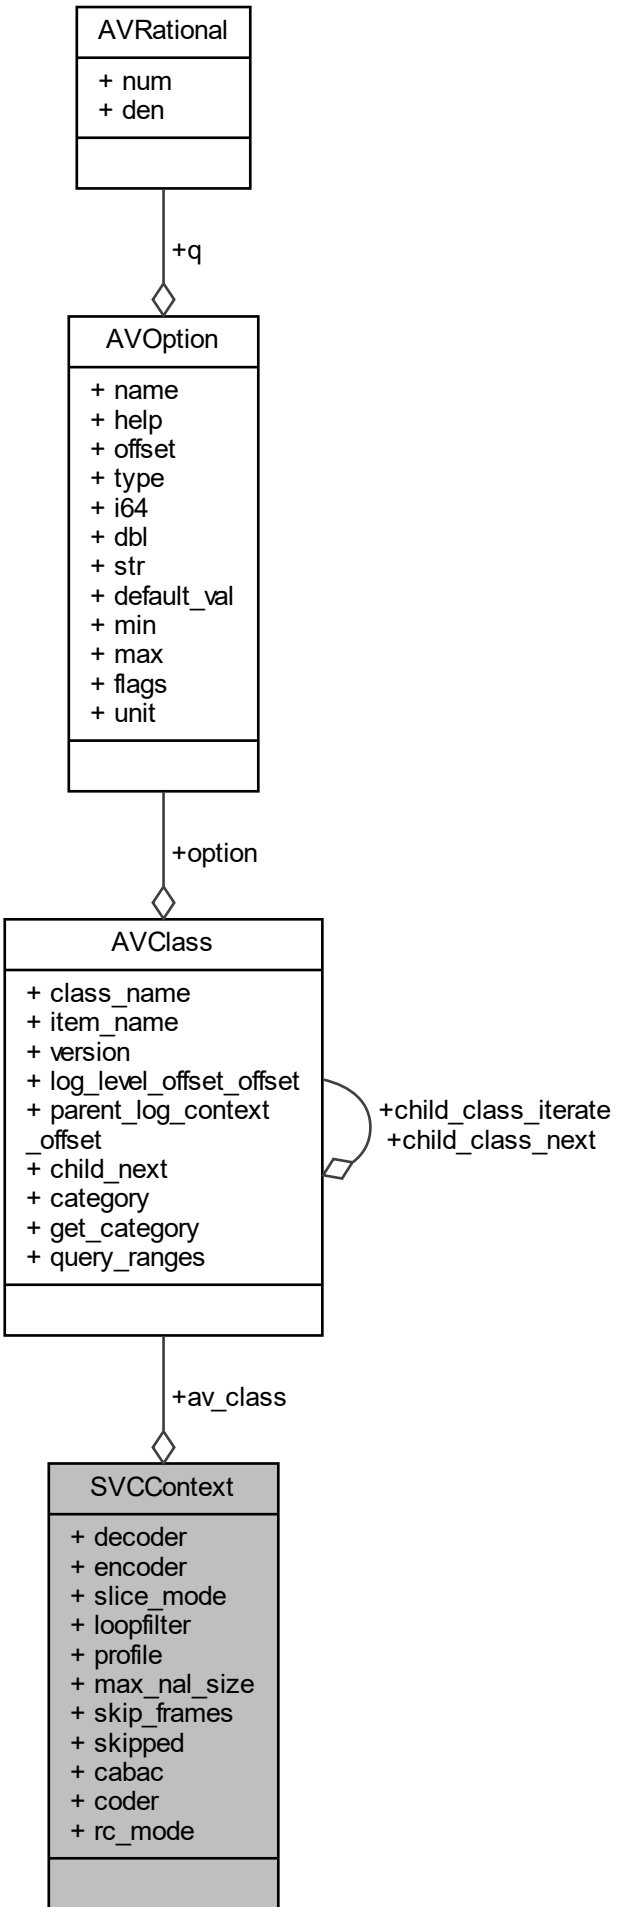 AVRational
+ num
+ den
+q
AVOption
+ name
+ help
+ offset
+ type
+ i64
+ dbl
+ str
+ default_val
+ min
+ max
+ flags
+ unit
+option
AVClass
+ class_name
+ item_name
+ version
+ log_level_offset_offset
+ parent_log_context
_offset
+ child_next
+ category
+ get_category
+ query_ranges
+child_class_iterate
+child_class_next
+av_class
SVCContext
+ decoder
+ encoder
+ slice_mode
+ loopfilter
+ profile
+ max_nal_size
+ skip_frames
+ skipped
+ cabac
+ coder
+ rc_mode